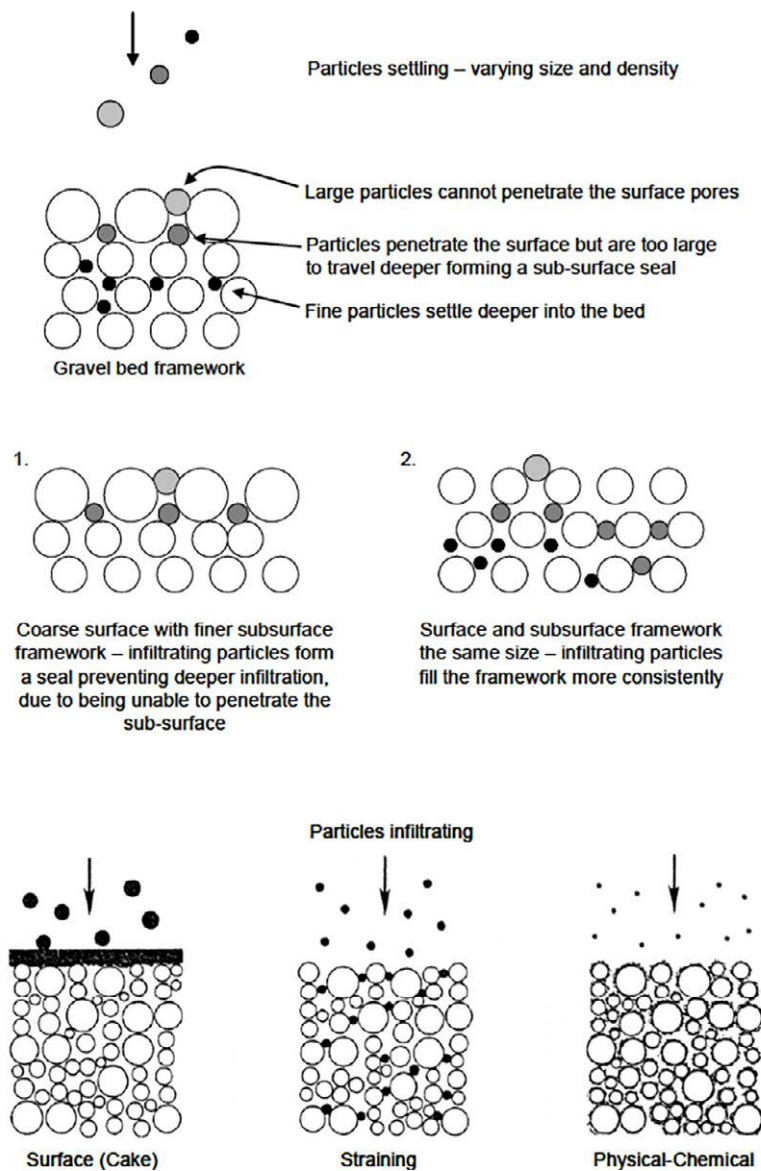 Particles settling – varying size and density
Large particles cannot penetrate the surface pores
Particles penetrate the surface but are too large
to travel deeper forming a sub-surface seal
Fine particles settle deeper into the bed
Gravel bed framework
1.
2.
Coarse surface with finer subsurface
framework – infiltrating particles form
a seal preventing deeper infiltration,
due to being unable to penetrate the
sub-surface
Surface and subsurface framework
the same size – infiltrating particles
fill the framework more consistently
Particles infiltrating
Surface (Cake)
Straining
Physical-Chemical